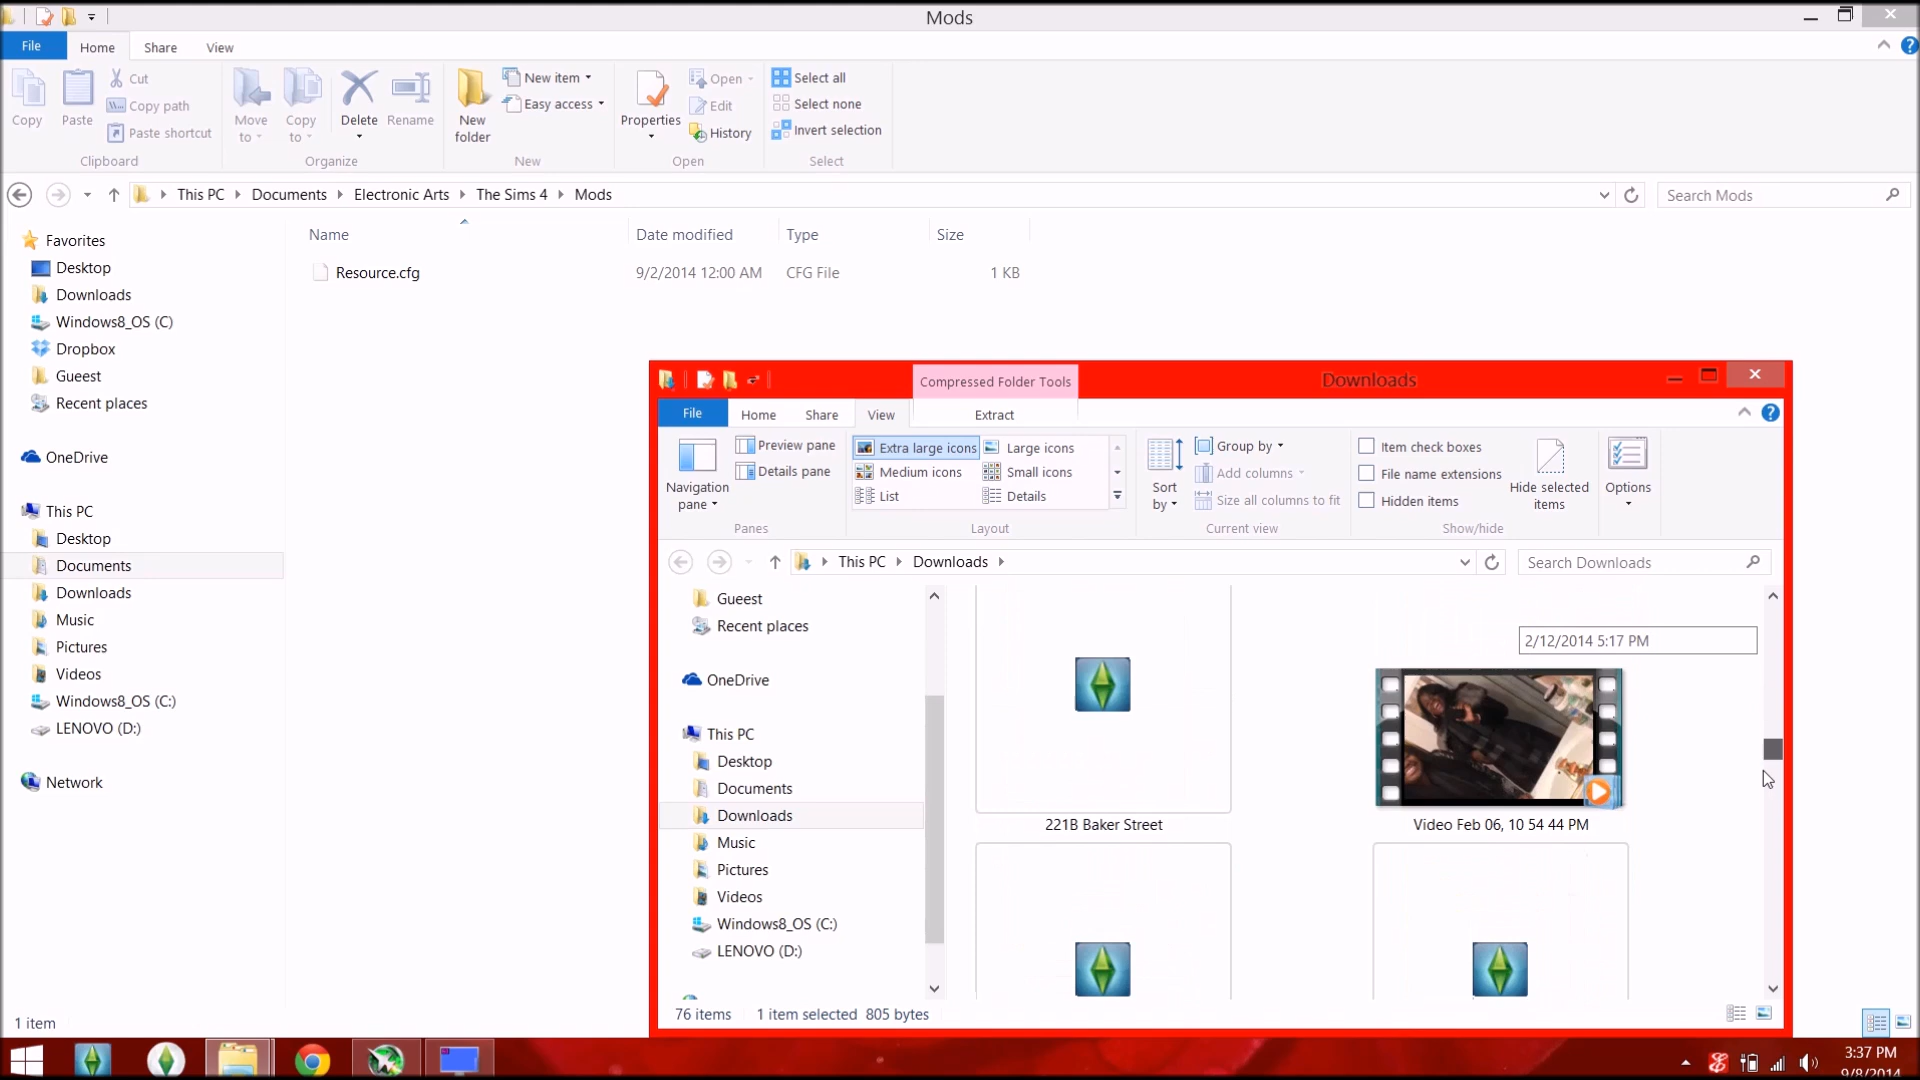 Mods
File Home Share View
Copy
Paste
Cut
Copy path
Paste shortcut
Clipboard
Move to
Copy to
Delete
Rename
Organize
New folder
New item
Easy access
New
Properties
Open
Edit
History
Open
Select all
Select none
Invert selection
Select
This PC Documents Electronic Arts The Sims 4 Mods
Search Mods
Name Date modified Type Size
Resource.cfg 9/2/2014 12:00 AM CFG File 1 KB
Favorites
Desktop
Downloads
Windows8_OS (C)
Dropbox
Gueest
Recent places
OneDrive
This PC
Desktop
Documents
Downloads
Music
Pictures
Videos
Windows8_OS (C:)
LENOVO (D:)
Network
1 item
Compressed Folder Tools
Downloads
File Home Share View Extract
Navigation pane
Preview pane
Details pane
Panes
Extra large icons Large icons
Medium icons Small icons
List Details
Layout
Sort by
Group by
Add columns
Size all columns to fit
Current view
Item check boxes
File name extensions
Hidden items
Hide selected items
Show/hide
Options
This PC Downloads
Search Downloads
Gueest
Recent places
OneDrive
This PC
Desktop
Documents
Downloads
Music
Pictures
Videos
Windows8_OS (C:)
LENOVO (D:)
2/12/2014 5:17 PM
221B Baker Street
Video Feb 06, 10 54 44 PM
76 items 1 item selected 805 bytes
3:37 PM
9/8/2014